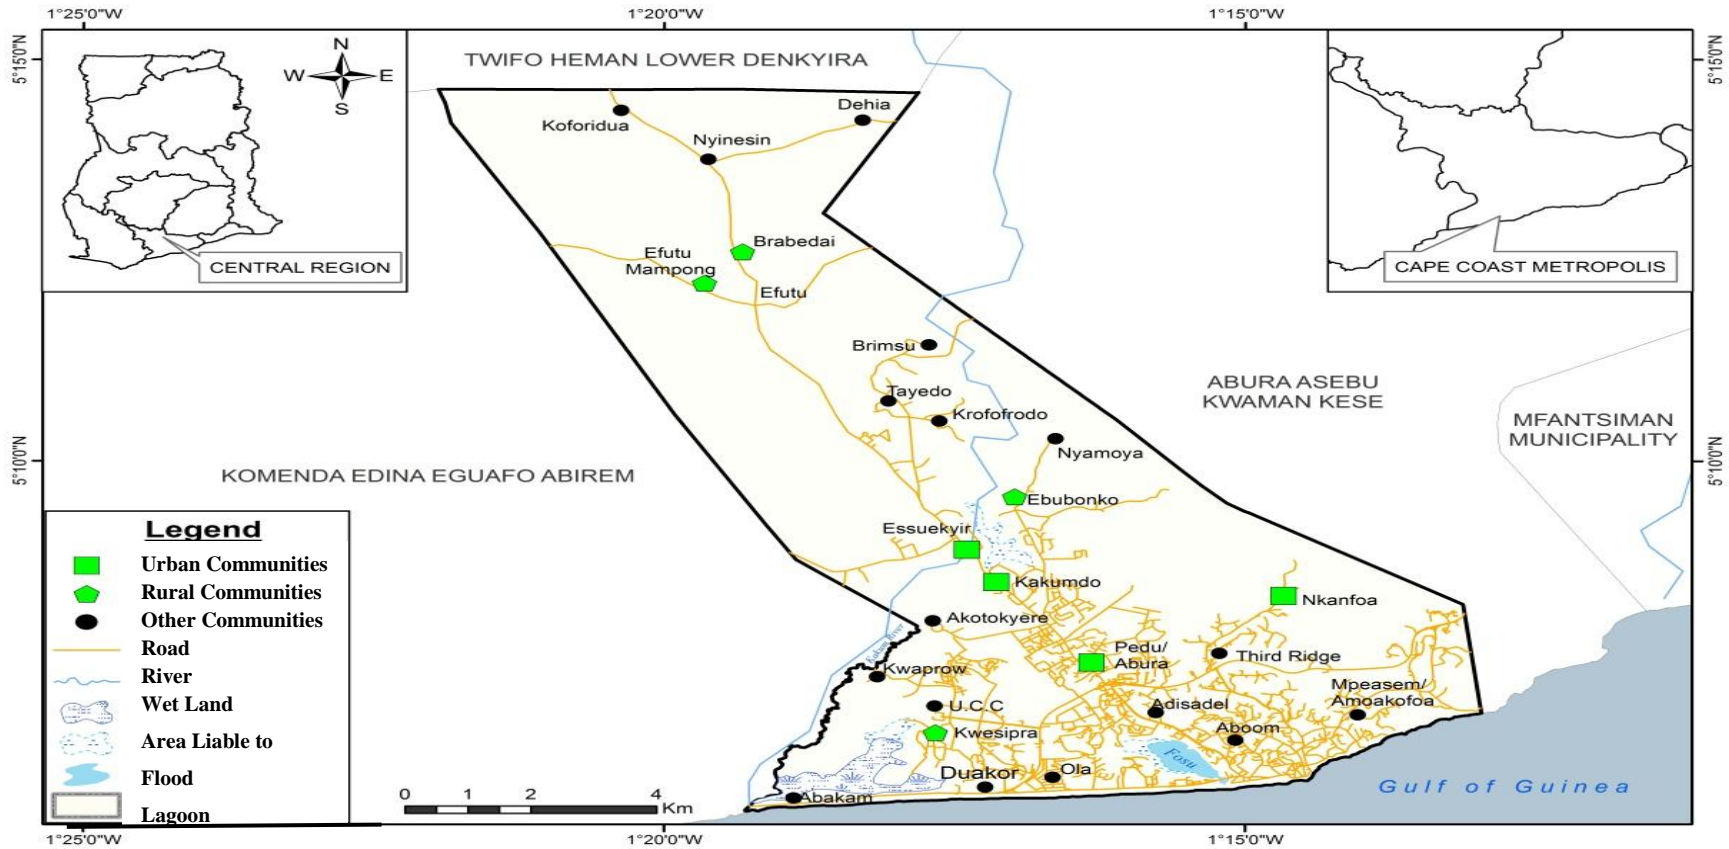 1°25'0"W
1°20'0"W
1°15'0"W
5°15'0"N
5°15'0"N
N
W
E
S
CENTRAL REGION
TWIFO HEMAN LOWER DENKYIRA
CAPE COAST METROPOLIS
Koforidua
Dehia
Nyinesin
Brabedai
Efutu
Mampong
Efutu
Brimsu
Tayedo
Krofofrodo
Nyamoya
ABURA ASEBU
KWAMAN KESE
MFANTSIMAN
MUNICIPALITY
5°10'0"N
5°10'0"N
KOMENDA EDINA EGUAFO ABIREM
Ebubonko
Essuekyir
Kakumdo
Nkanfoa
Akotokyere
Kakum River
Pedu/
Abura
Third Ridge
Kwaprow
Mpeasem/
Amoakofoa
U.C.C
Adisadel
Aboom
Kwesipra
Fosu
Duakor
Ola
Abakam
Gulf of Guinea
Legend
Urban Communities
Rural Communities
Other Communities
Road
River
Wet Land
Area Liable to
Flood
Lagoon
0 1 2 4
Km
1°25'0"W
1°20'0"W
1°15'0"W